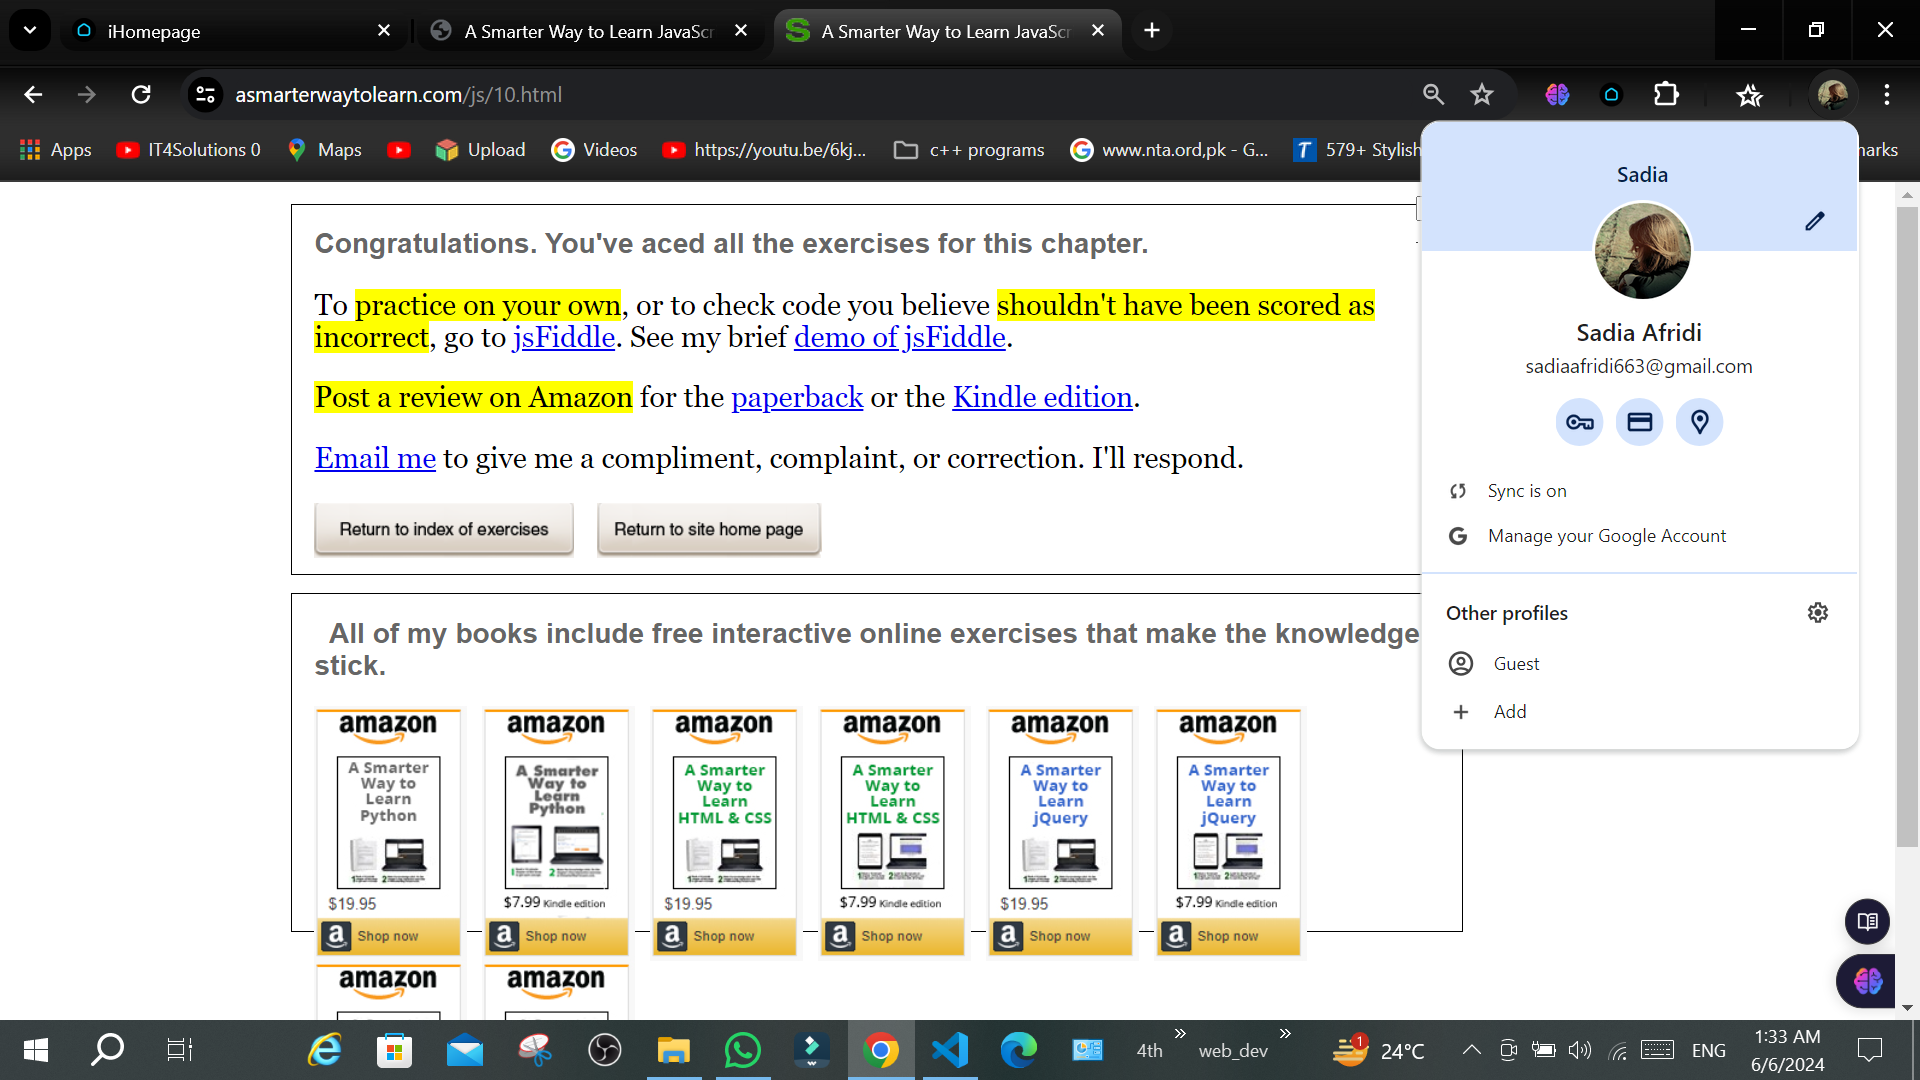 iHomepage
A Smarter Way to Learn JavaScr
A Smarter Way to Learn JavaScr
asmarterwaytolearn.com/js/10.html
Apps
IT4Solutions 0
Maps
Upload
Videos
https://youtu.be/6kj...
c++ programs
www.nta.ord,pk - G...
579+ Stylish
narks
Congratulations. You've aced all the exercises for this chapter.
To practice on your own, or to check code you believe shouldn't have been scored as
incorrect, go to jsFiddle. See my brief demo of jsFiddle.
Post a review on Amazon for the paperback or the Kindle edition.
Email me to give me a compliment, complaint, or correction. I'll respond.
Return to index of exercises
Return to site home page
Sadia
Sadia Afridi
sadiaafridi663@gmail.com
Sync is on
Manage your Google Account
Other profiles
Guest
Add
All of my books include free interactive online exercises that make the knowledge
stick.
amazon
A Smarter
Way to
Learn
Python
$19.95
Shop now
amazon
A Smarter
Way to
Learn
Python
$7.99 Kindle edition
Shop now
amazon
A Smarter
Way to
Learn
HTML & CSS
$19.95
Shop now
amazon
A Smarter
Way to
Learn
HTML & CSS
$7.99 Kindle edition
Shop now
amazon
A Smarter
Way to
Learn
jQuery
$19.95
Shop now
amazon
A Smarter
Way to
Learn
jQuery
$7.99 Kindle edition
Shop now
amazon
amazon
4th
web_dev
1
24°C
ENG
1:33 AM
6/6/2024